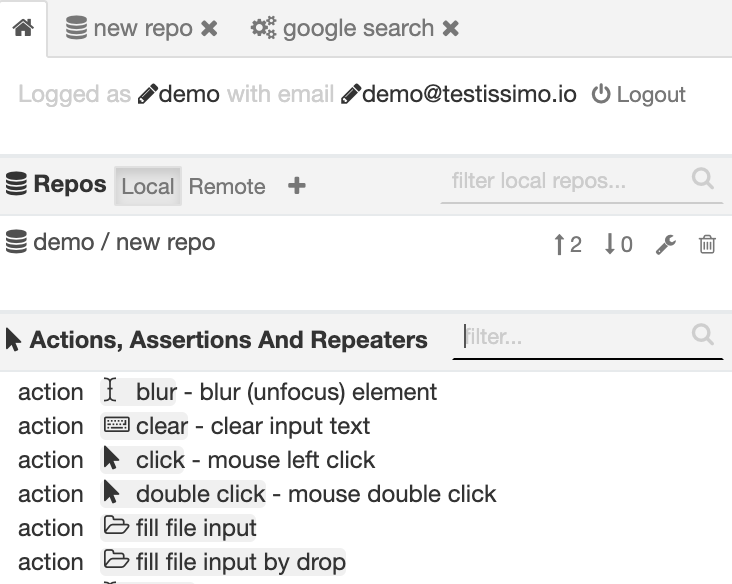 new repo google search
Logged as demo with email demo@testissimo.io Logout
Repos Local Remote filter local repos...
demo / new repo 2 0
Actions, Assertions And Repeaters filter...
action blur - blur (unfocus) element
action clear - clear input text
action click - mouse left click
action double click - mouse double click
action fill file input
action fill file input by drop